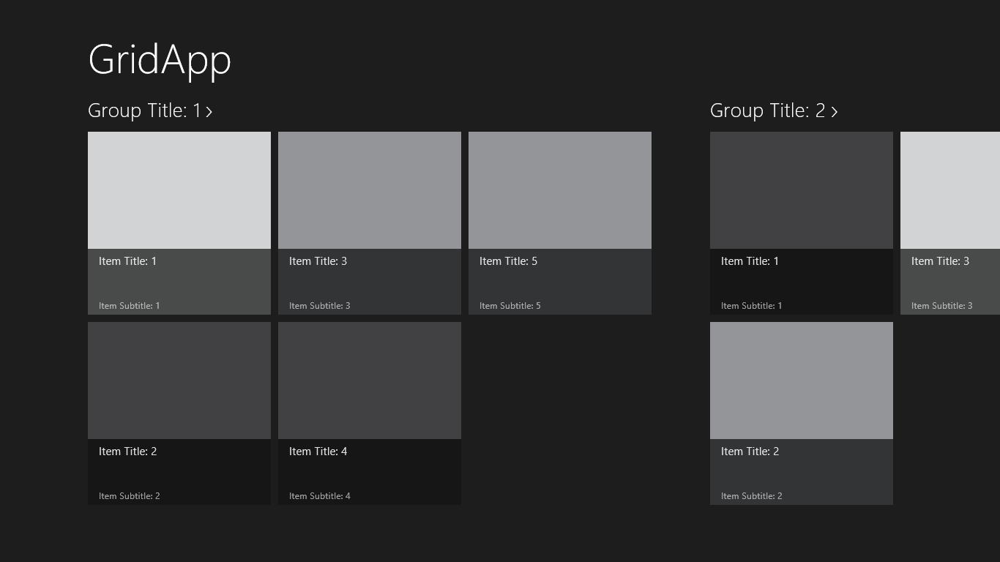 GridApp
Group Title: 1 ›
Item Title: 1
Item Subtitle: 1
Item Title: 2
Item Subtitle: 2
Item Title: 3
Item Subtitle: 3
Item Title: 4
Item Subtitle: 4
Item Title: 5
Item Subtitle: 5
Group Title: 2 ›
Item Title: 1
Item Subtitle: 1
Item Title: 2
Item Subtitle: 2
Item Title: 3
Item Subtitle: 3